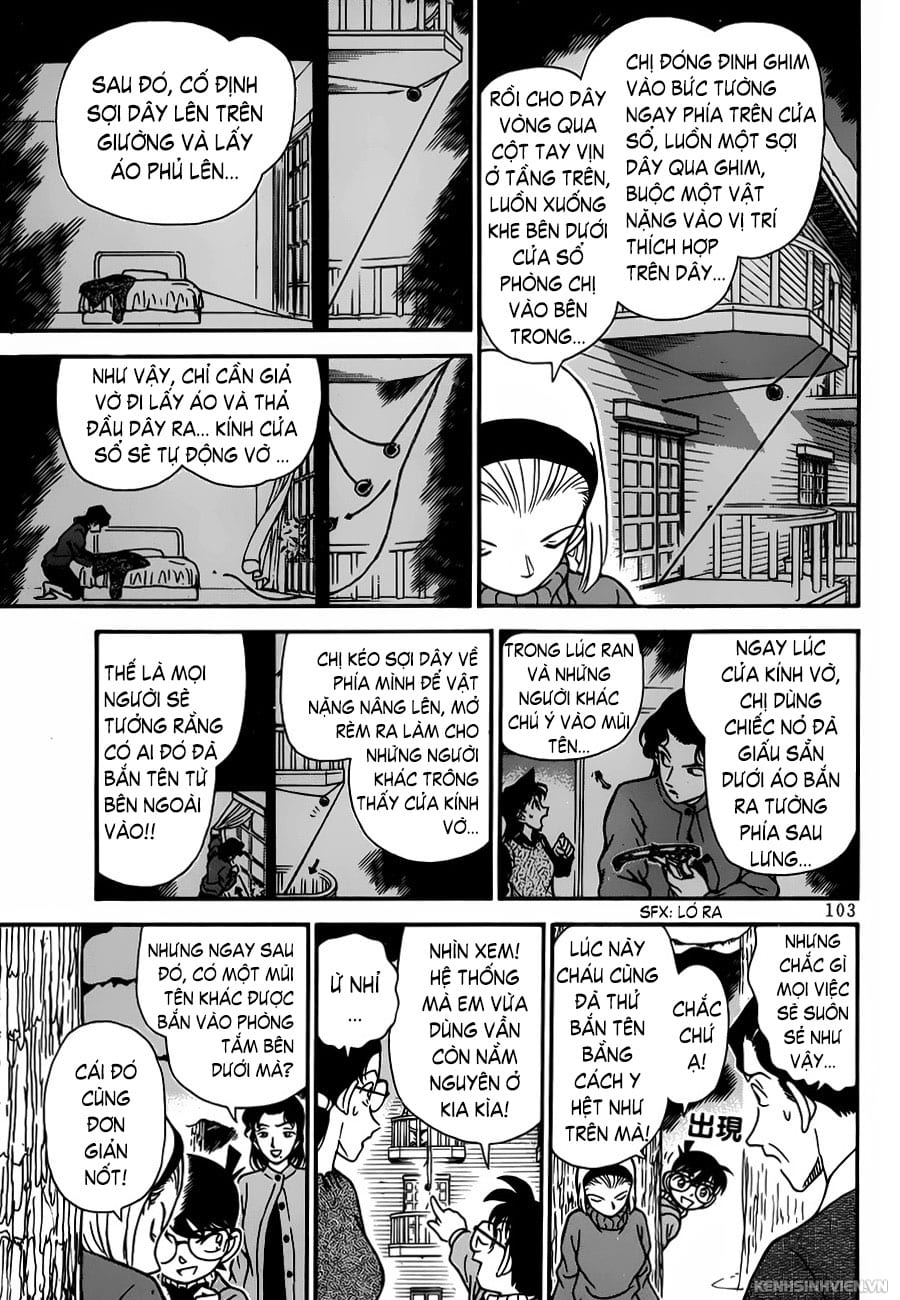 CHỊ ĐÓNG ĐINH GHIM
VÀO BỨC TƯỜNG
NGAY PHÍA TRÊN CỬA
SỔ, LUỒN MỘT SỢI
DÂY QUA GHIM,
BUỘC MỘT VẬT
NẶNG VÀO VỊ TRÍ
THÍCH HỢP
TRÊN DÂY...
RỒI CHO DÂY
VÒNG QUA
CỘT TAY VỊN
Ở TẦNG TRÊN,
LUỒN XUỐNG
KHE BÊN DƯỚI
CỬA SỔ
PHÒNG CHỊ
VÀO BÊN
TRONG...
SAU ĐÓ, CỐ ĐỊNH
SỢI DÂY LÊN TRÊN
GIƯỜNG VÀ LẤY
ÁO PHỦ LÊN...
NHƯ VẬY, CHỈ CẦN GIẢ
VỜ ĐI LẤY ÁO VÀ THẢ
ĐẦU DÂY RA... KÍNH CỬA
SỔ SẼ TỰ ĐỘNG VỠ ...
NGAY LÚC
CỬA KÍNH VỠ,
CHỊ DÙNG
CHIẾC NỎ ĐÃ
GIẤU SẴN
DƯỚI ÁO BẮN
RA TƯỜNG
PHÍA SAU
LƯNG...
TRONG LÚC RAN
VÀ NHỮNG
NGƯỜI KHÁC
CHÚ Ý VÀO MŨI
TÊN...
CHỊ KÉO SỢI DÂY VỀ
PHÍA MÌNH ĐỂ VẬT
NẶNG NÂNG LÊN, MỞ
RÈM RA LÀM CHO
NHỮNG NGƯỜI
KHÁC TRÔNG
THẤY CỬA KÍNH
VỠ...
THẾ LÀ MỌI
NGƯỜI SẼ
TƯỞNG RẰNG
CÓ AI ĐÓ ĐÃ
BẮN TÊN TỪ
BÊN NGOÀI
VÀO!!
SFX: LÓ RA
103
NHƯNG
CHẮC GÌ
MỌI VIỆC
SẼ SUÔN
SẺ NHƯ
VẬY...
CHẮC
CHỨ
Ạ!
出現
LÚC NÃY
CHÁU CŨNG
ĐÃ THỬ
BẮN TÊN
BẰNG
CÁCH Y
HỆT NHƯ
TRÊN MÀ!
NHÌN XEM!
HỆ THỐNG
MÀ EM VỪA
DÙNG VẪN
CÒN NẰM
NGUYÊN Ở
KIA KÌA!
Ừ NHỈ
...
NHƯNG NGAY SAU
ĐÓ, CÓ MỘT MŨI
TÊN KHÁC ĐƯỢC
BẮN VÀO PHÒNG
TẮM BÊN
DƯỚI MÀ?
CÁI ĐÓ
CŨNG
ĐƠN
GIẢN
NỐT!
KENHSINHVIEN.VN